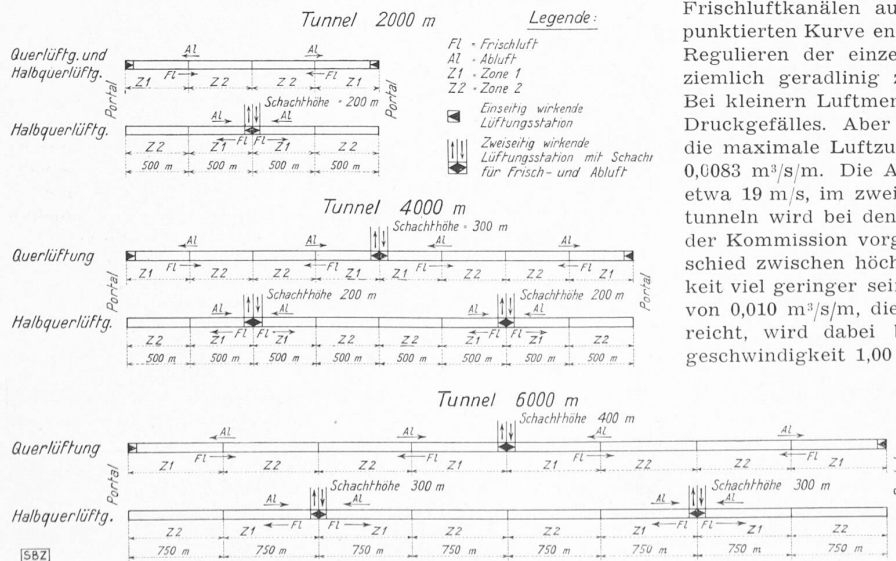 Tunnel 2000 m
Legende:
Querlüftg. und
Halbquerlüftg.
Al Al
Fl Fl
Z1 Z2 Z2 Z1
Portal Portal
Schachthöhe = 200 m
Halbquerlüftg.
Al Al
Fl Fl
Z2 Z1 Z1 Z2
500 m 500 m 500 m 500 m
Fl = Frischluft
Al = Abluft
Z1 = Zone 1
Z2 = Zone 2
Einseitig wirkende
Lüftungsstation
Zweiseitig wirkende
Lüftungsstation mit Schach
für Frisch- und Abluft
Tunnel 4000 m
Schachthöhe = 300 m
Querlüftung
Al Al Al Al
Fl Fl Fl Fl
Z1 Z2 Z2 Z1 Z1 Z2 Z2 Z1
Portal Portal
Schachthöhe 200 m Schachthöhe 200 m
Halbquerlüftg.
Al Al Al Al
Fl Fl Fl Fl
Z2 Z1 Z1 Z2 Z2 Z1 Z1 Z2
500 m 500 m 500 m 500 m 500 m 500 m 500 m 500 m
Tunnel 6000 m
Schachthöhe 400 m
Querlüftung
Al Al Al Al
Fl Fl Fl Fl
Z1 Z2 Z2 Z1 Z1 Z2 Z2 Z1
Portal
Schachthöhe 300 m Schachthöhe 300 m
Halbquerlüftg.
Al Al Al Al
Fl Fl Fl Fl
Z2 Z1 Z1 Z2 Z2 Z1 Z1 Z2
750 m 750 m 750 m 750 m 750 m 750 m 750 m 750 m
SBZ
Frischluftkanälen au
punktierten Kurve en
Regulieren der einze
ziemlich geradlinig z
Bei kleinern Luftmen
Druckgefälles. Aber
die maximale Luftzu
0,0083 m³/s/m. Die A
etwa 19 m/s, im zwei
tunneln wird bei den
der Kommission vorg
schied zwischen höch
keit viel geringer sei
von 0,010 m³/s/m, die
reicht, wird dabei
geschwindigkeit 1,00